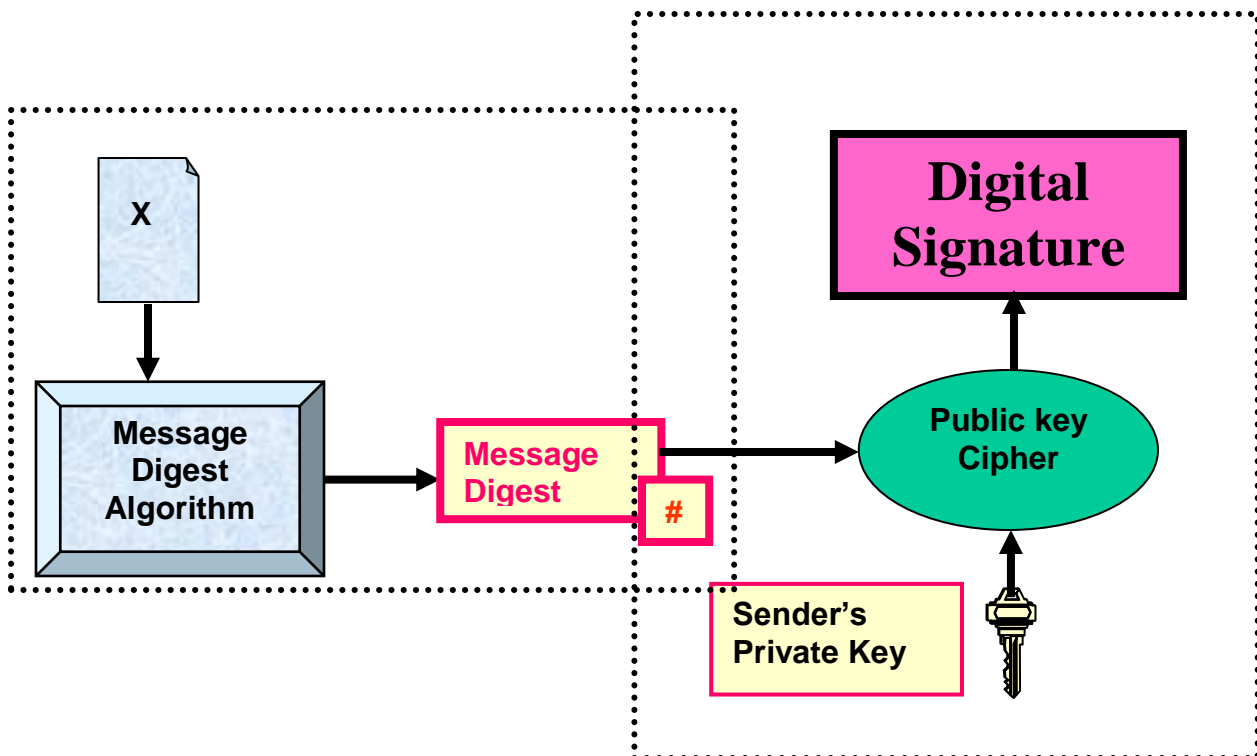 X
Message
Digest
Algorithm
Message
Digest
#
Digital
Signature
Public key
Cipher
Sender’s
Private Key